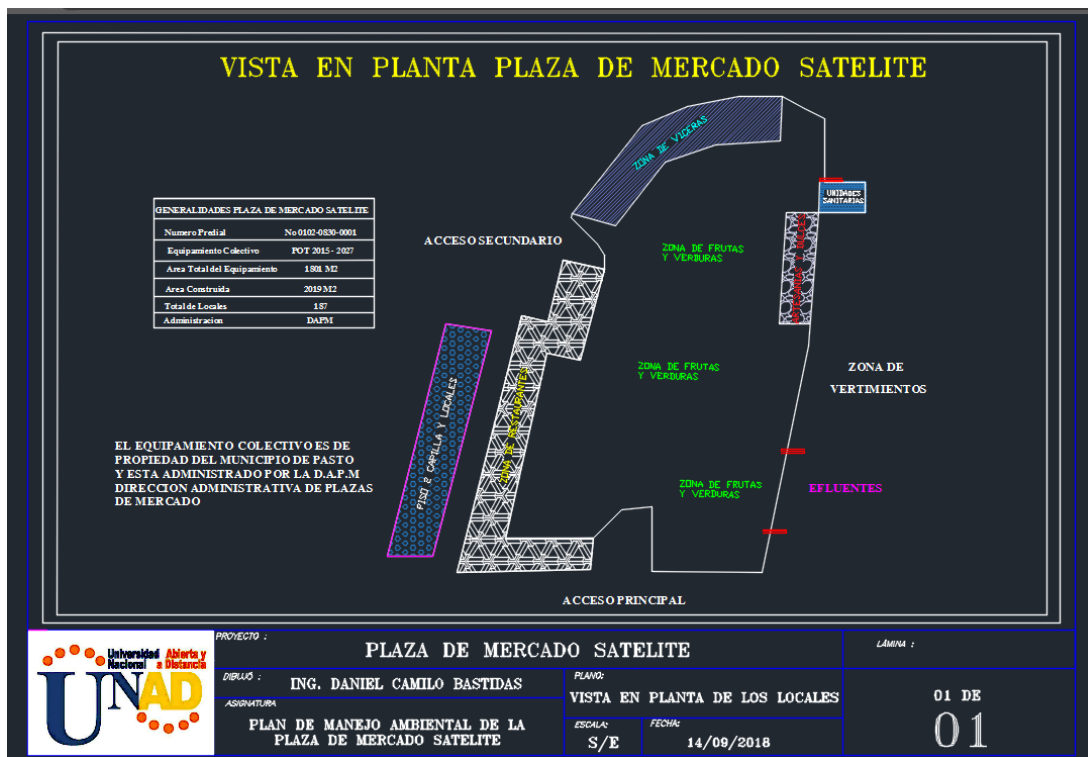 VISTA EN PLANTA PLAZA DE MERCADO SATELITE
ZONA DE VICERAS
UNIDADES
SANITARIAS
GENERALIDADES PLAZA DE MERCADO SATELITE
Numero Predial No 0102-0830-0001
Equipamiento Colectivo POT 2015 - 2027
Area Total del Equipamiento 1801 M2
Area Construida 2019 M2
Total de Locales 187
Administracion DAPM
ACCESO SECUNDARIO
ZONA DE FRUTAS
Y VERDURAS
ARTESANIAS Y DULCES
ZONA DE FRUTAS
Y VERDURAS
ZONA DE
VERTIMIENTOS
PISO 2 CAPILLA Y LOCALES
ZONA DE RESTAURANTES
EL EQUIPAMIENTO COLECTIVO ES DE
PROPIEDAD DEL MUNICIPIO DE PASTO
Y ESTA ADMINISTRADO POR LA D.A.P.M
DIRECCION ADMINISTRATIVA DE PLAZAS
DE MERCADO
ZONA DE FRUTAS
Y VERDURAS
EFLUENTES
ACCESO PRINCIPAL
Universidad Abierta y
Nacional a Distancia
UNAD
PROYECTO :
PLAZA DE MERCADO SATELITE
LÁMINA :
DIBUJÓ :
ING. DANIEL CAMILO BASTIDAS
PLANO:
VISTA EN PLANTA DE LOS LOCALES
01 DE
01
ASIGNATURA
PLAN DE MANEJO AMBIENTAL DE LA
PLAZA DE MERCADO SATELITE
ESCALA:
S/E
FECHA:
14/09/2018